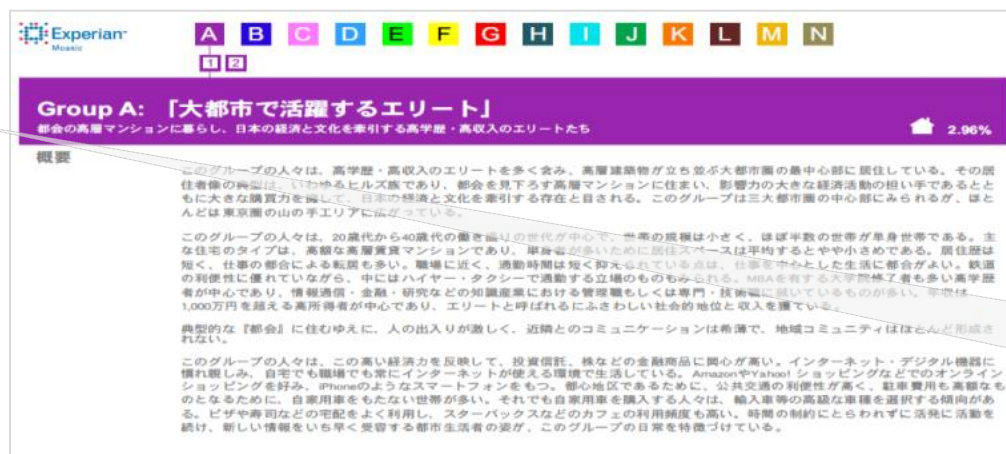 Experian
Mosaic
A B C D E F G H I J K L M N
1 2
Group A: 「大都市で活躍するエリート」
都会の高層マンションに暮らし、日本の経済と文化を牽引する高学歴・高収入のエリートたち
2.96%
概要
このグループの人々は、高学歴・高収入のエリートを多く含み、高層建築物が立ち並ぶ大都市圏の最中心部に居住している。その居
住者像の典型は、いわゆるヒルズ族であり、都会を見下ろす高層マンションに住まい、影響力の大きな経済活動の担い手であるとと
もに大きな購買力を擁して、日本の経済と文化を牽引する存在と目される。このグループは三大都市圏の中心部にみられるが、ほと
んどは東京圏の山の手エリアに広がっている。
このグループの人々は、20歳代から40歳代の働き盛りの世代が中心で、世帯の規模は小さく、ほぼ半数の世帯が単身世帯である。主
な住宅のタイプは、高額な高層賃貸マンションであり、単身者が多いために居住スペースは平均するとやや小さめである。居住歴は
短く、仕事の都合による転居も多い。職場に近く、通勤時間は短く抑えられている点は、仕事を中心とした生活に都合がよい。鉄道
の利便性に優れていながら、中にはハイヤー・タクシーで通勤する立場のものもみられる。MBAを有する大学院修了者も多い高学歴
者が中心であり、情報通信・金融・研究などの知識産業における管理職もしくは専門・技術職に就いているものが多い。年収は
1,000万円を越える高所得者が中心であり、エリートと呼ばれるにふさわしい社会的地位と収入を獲ている。
典型的な『都会』に住むゆえに、人の出入りが激しく、近隣とのコミュニケーションは希薄で、地域コミュニティはほとんど形成さ
れない。
このグループの人々は、この高い経済力を反映して、投資信託、株などの金融商品に関心が高い。インターネット・デジタル機器に
慣れ親しみ、自宅でも職場でも常にインターネットが使える環境で生活している。AmazonやYahoo! ショッピングなどでのオンライン
ショッピングを好み、iPhoneのようなスマートフォンをもつ。都心地区であるために、公共交通の利便性が高く、駐車費用も高額なも
のとなるために、自家用車をもたない世帯が多い。それでも自家用車を購入する人々は、輸入車等の高級な車種を選択する傾向があ
る。ピザや寿司などの宅配をよく利用し、スターバックスなどのカフェの利用頻度も高い。時間の制約にとらわれずに活発に活動を
続け、新しい情報をいち早く受容する都市生活者の姿が、このグループの日常を特徴づけている。